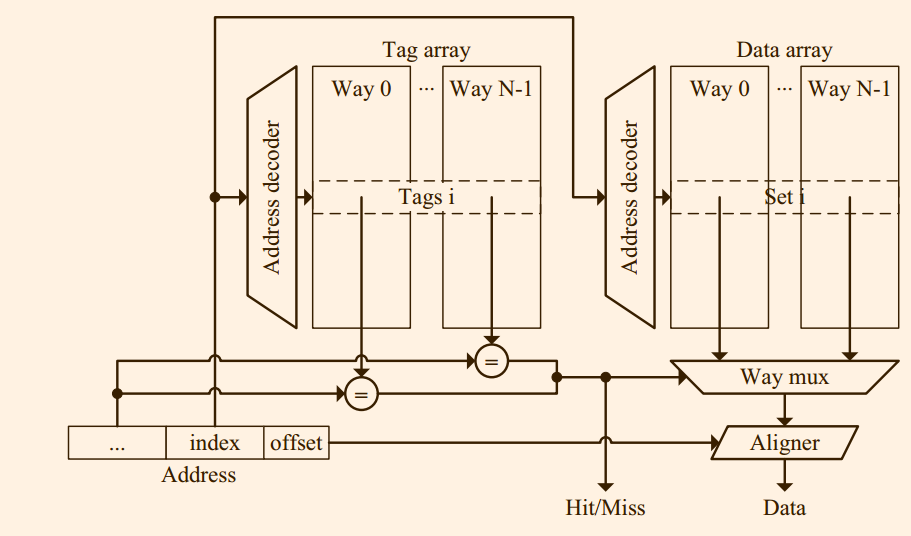 Tag array
Data array
Way 0 ... Way N-1
Way 0 ... Way N-1
Address decoder
Tags i
Address decoder
Set i
=
=
Way mux
... index offset
Aligner
Address
Hit/Miss
Data